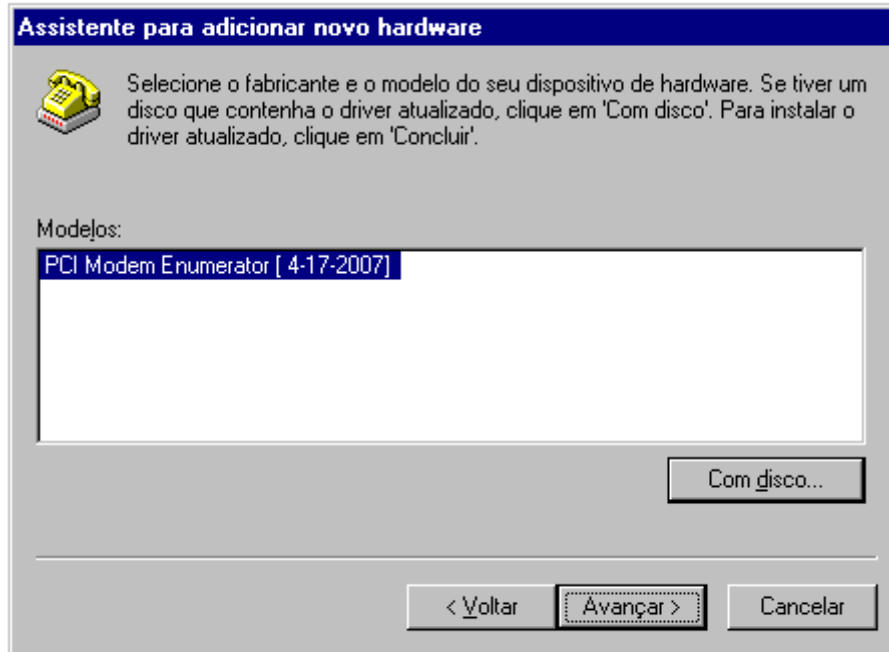 Assistente para adicionar novo hardware
Selecione o fabricante e o modelo do seu dispositivo de hardware. Se tiver um
disco que contenha o driver atualizado, clique em 'Com disco'. Para instalar o
driver atualizado, clique em 'Concluir'.
Modelos:
PCI Modem Enumerator [ 4-17-2007]
Com disco...
< Voltar
Avançar >
Cancelar